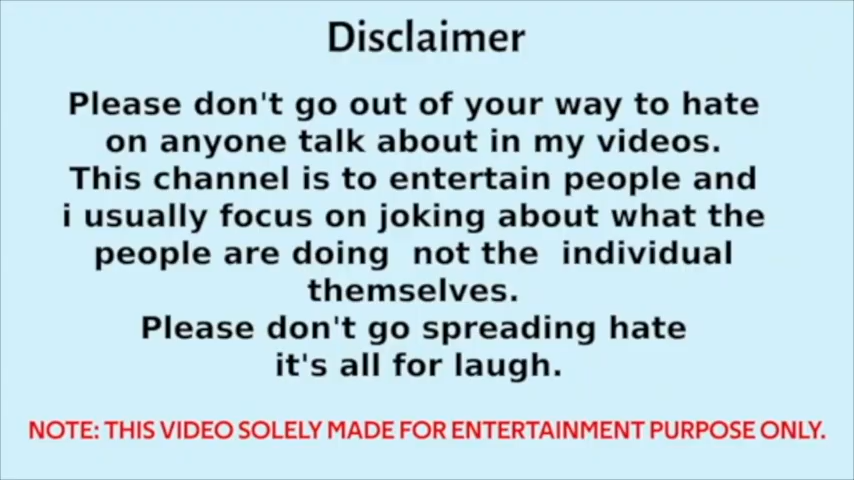 Disclaimer
Please don't go out of your way to hate
on anyone talk about in my videos.
This channel is to entertain people and
i usually focus on joking about what the
people are doing not the individual
themselves.
Please don't go spreading hate
it's all for laugh.
NOTE: THIS VIDEO SOLELY MADE FOR ENTERTAINMENT PURPOSE ONLY.